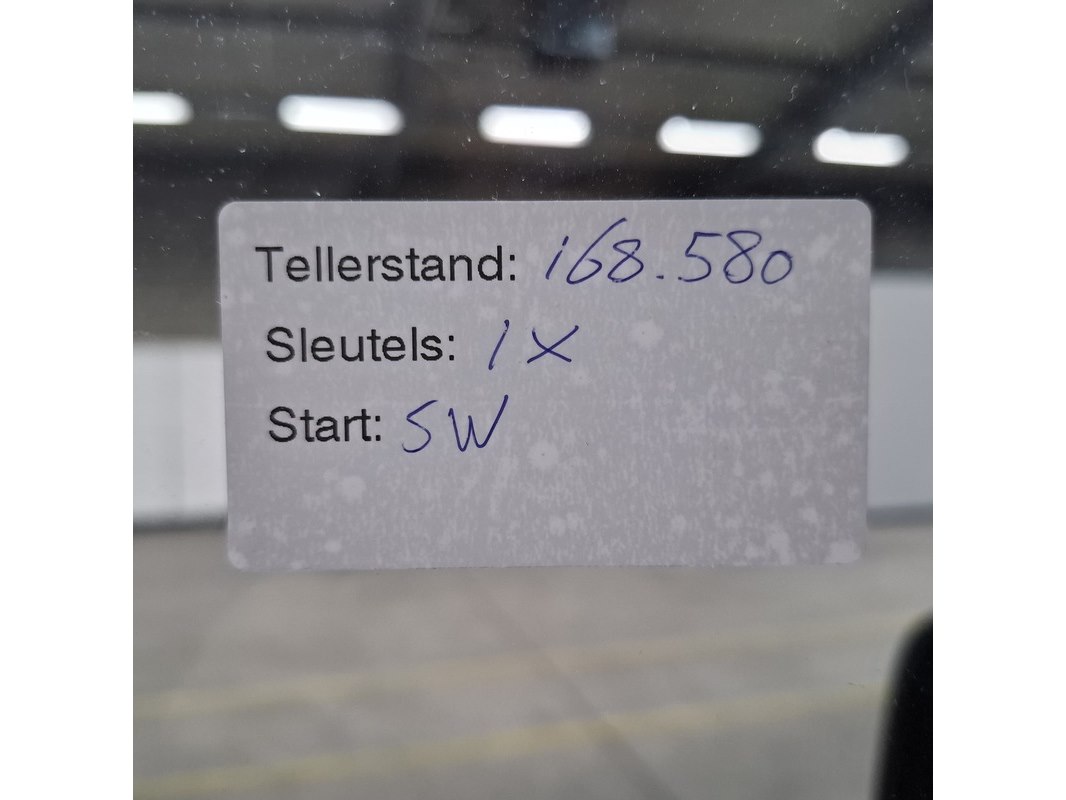 Tellerstand: 168.580
Sleutels: 1X
Start: SW